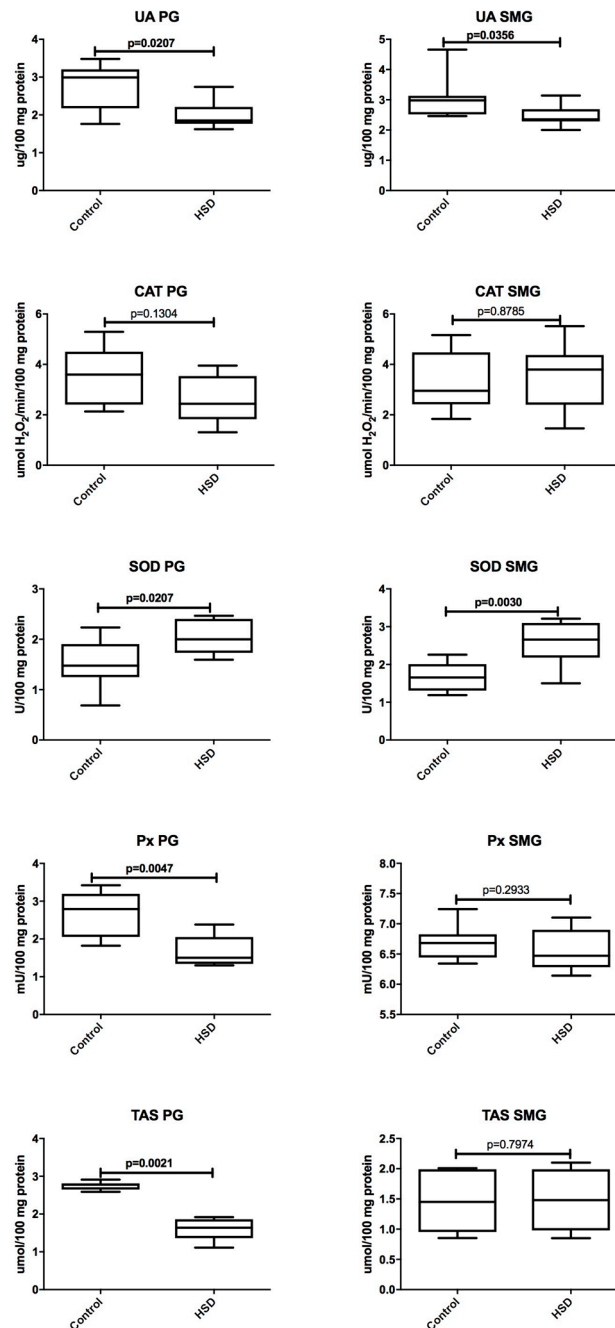 UA PG
p=0.0207
ug/100 mg protein
4
3
2
1
0
Control
HSD
UA SMG
p=0.0356
ug/100 mg protein
5
4
3
2
1
0
Control
HSD
CAT PG
p=0.1304
umol H₂O₂/min/100 mg protein
6
4
2
0
Control
HSD
CAT SMG
p=0.8785
umol H₂O₂/min/100 mg protein
6
4
2
0
Control
HSD
SOD PG
p=0.0207
U/100 mg protein
3
2
1
0
Control
HSD
SOD SMG
p=0.0030
U/100 mg protein
4
3
2
1
0
Control
HSD
Px PG
p=0.0047
mU/100 mg protein
4
3
2
1
0
Control
HSD
Px SMG
p=0.2933
mU/100 mg protein
8.0
7.5
7.0
6.5
6.0
5.5
Control
HSD
TAS PG
p=0.0021
umol/100 mg protein
4
3
2
1
0
Control
HSD
TAS SMG
p=0.7974
umol/100 mg protein
2.5
2.0
1.5
1.0
0.5
0.0
Control
HSD